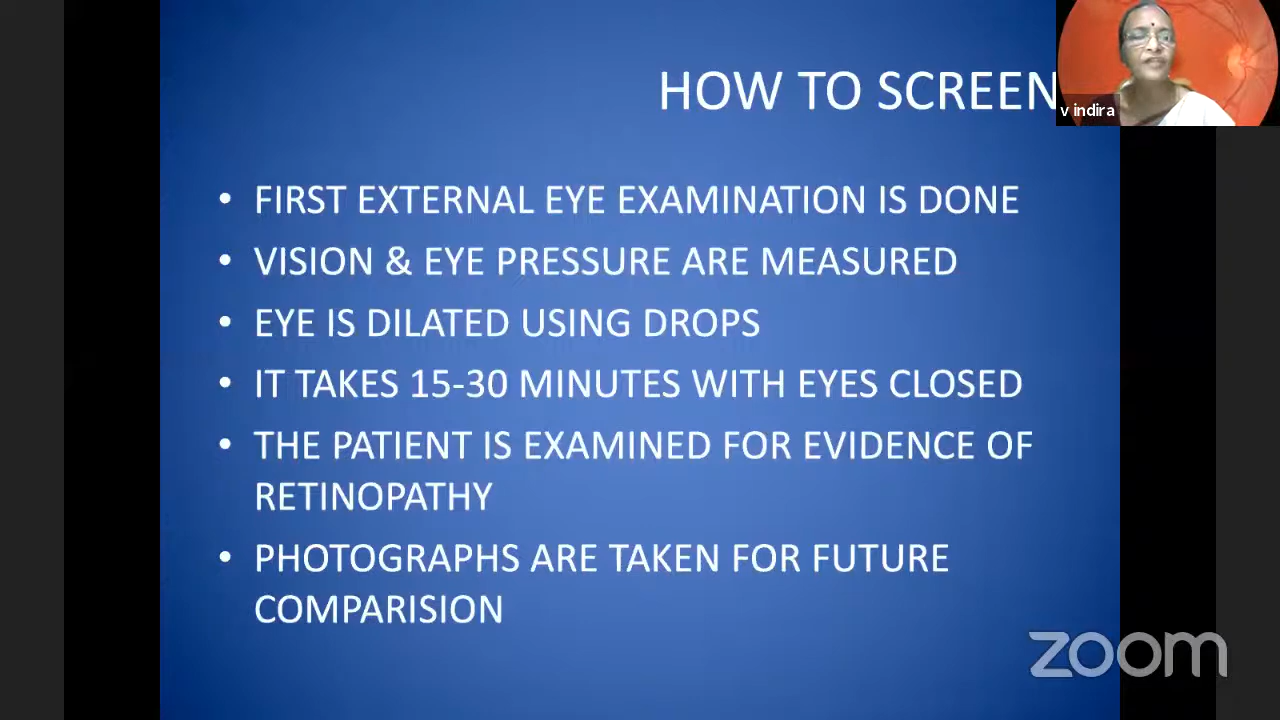 HOW TO SCREEN
v indira
• FIRST EXTERNAL EYE EXAMINATION IS DONE
• VISION & EYE PRESSURE ARE MEASURED
• EYE IS DILATED USING DROPS
• IT TAKES 15-30 MINUTES WITH EYES CLOSED
• THE PATIENT IS EXAMINED FOR EVIDENCE OF
RETINOPATHY
• PHOTOGRAPHS ARE TAKEN FOR FUTURE
COMPARISION
zoom